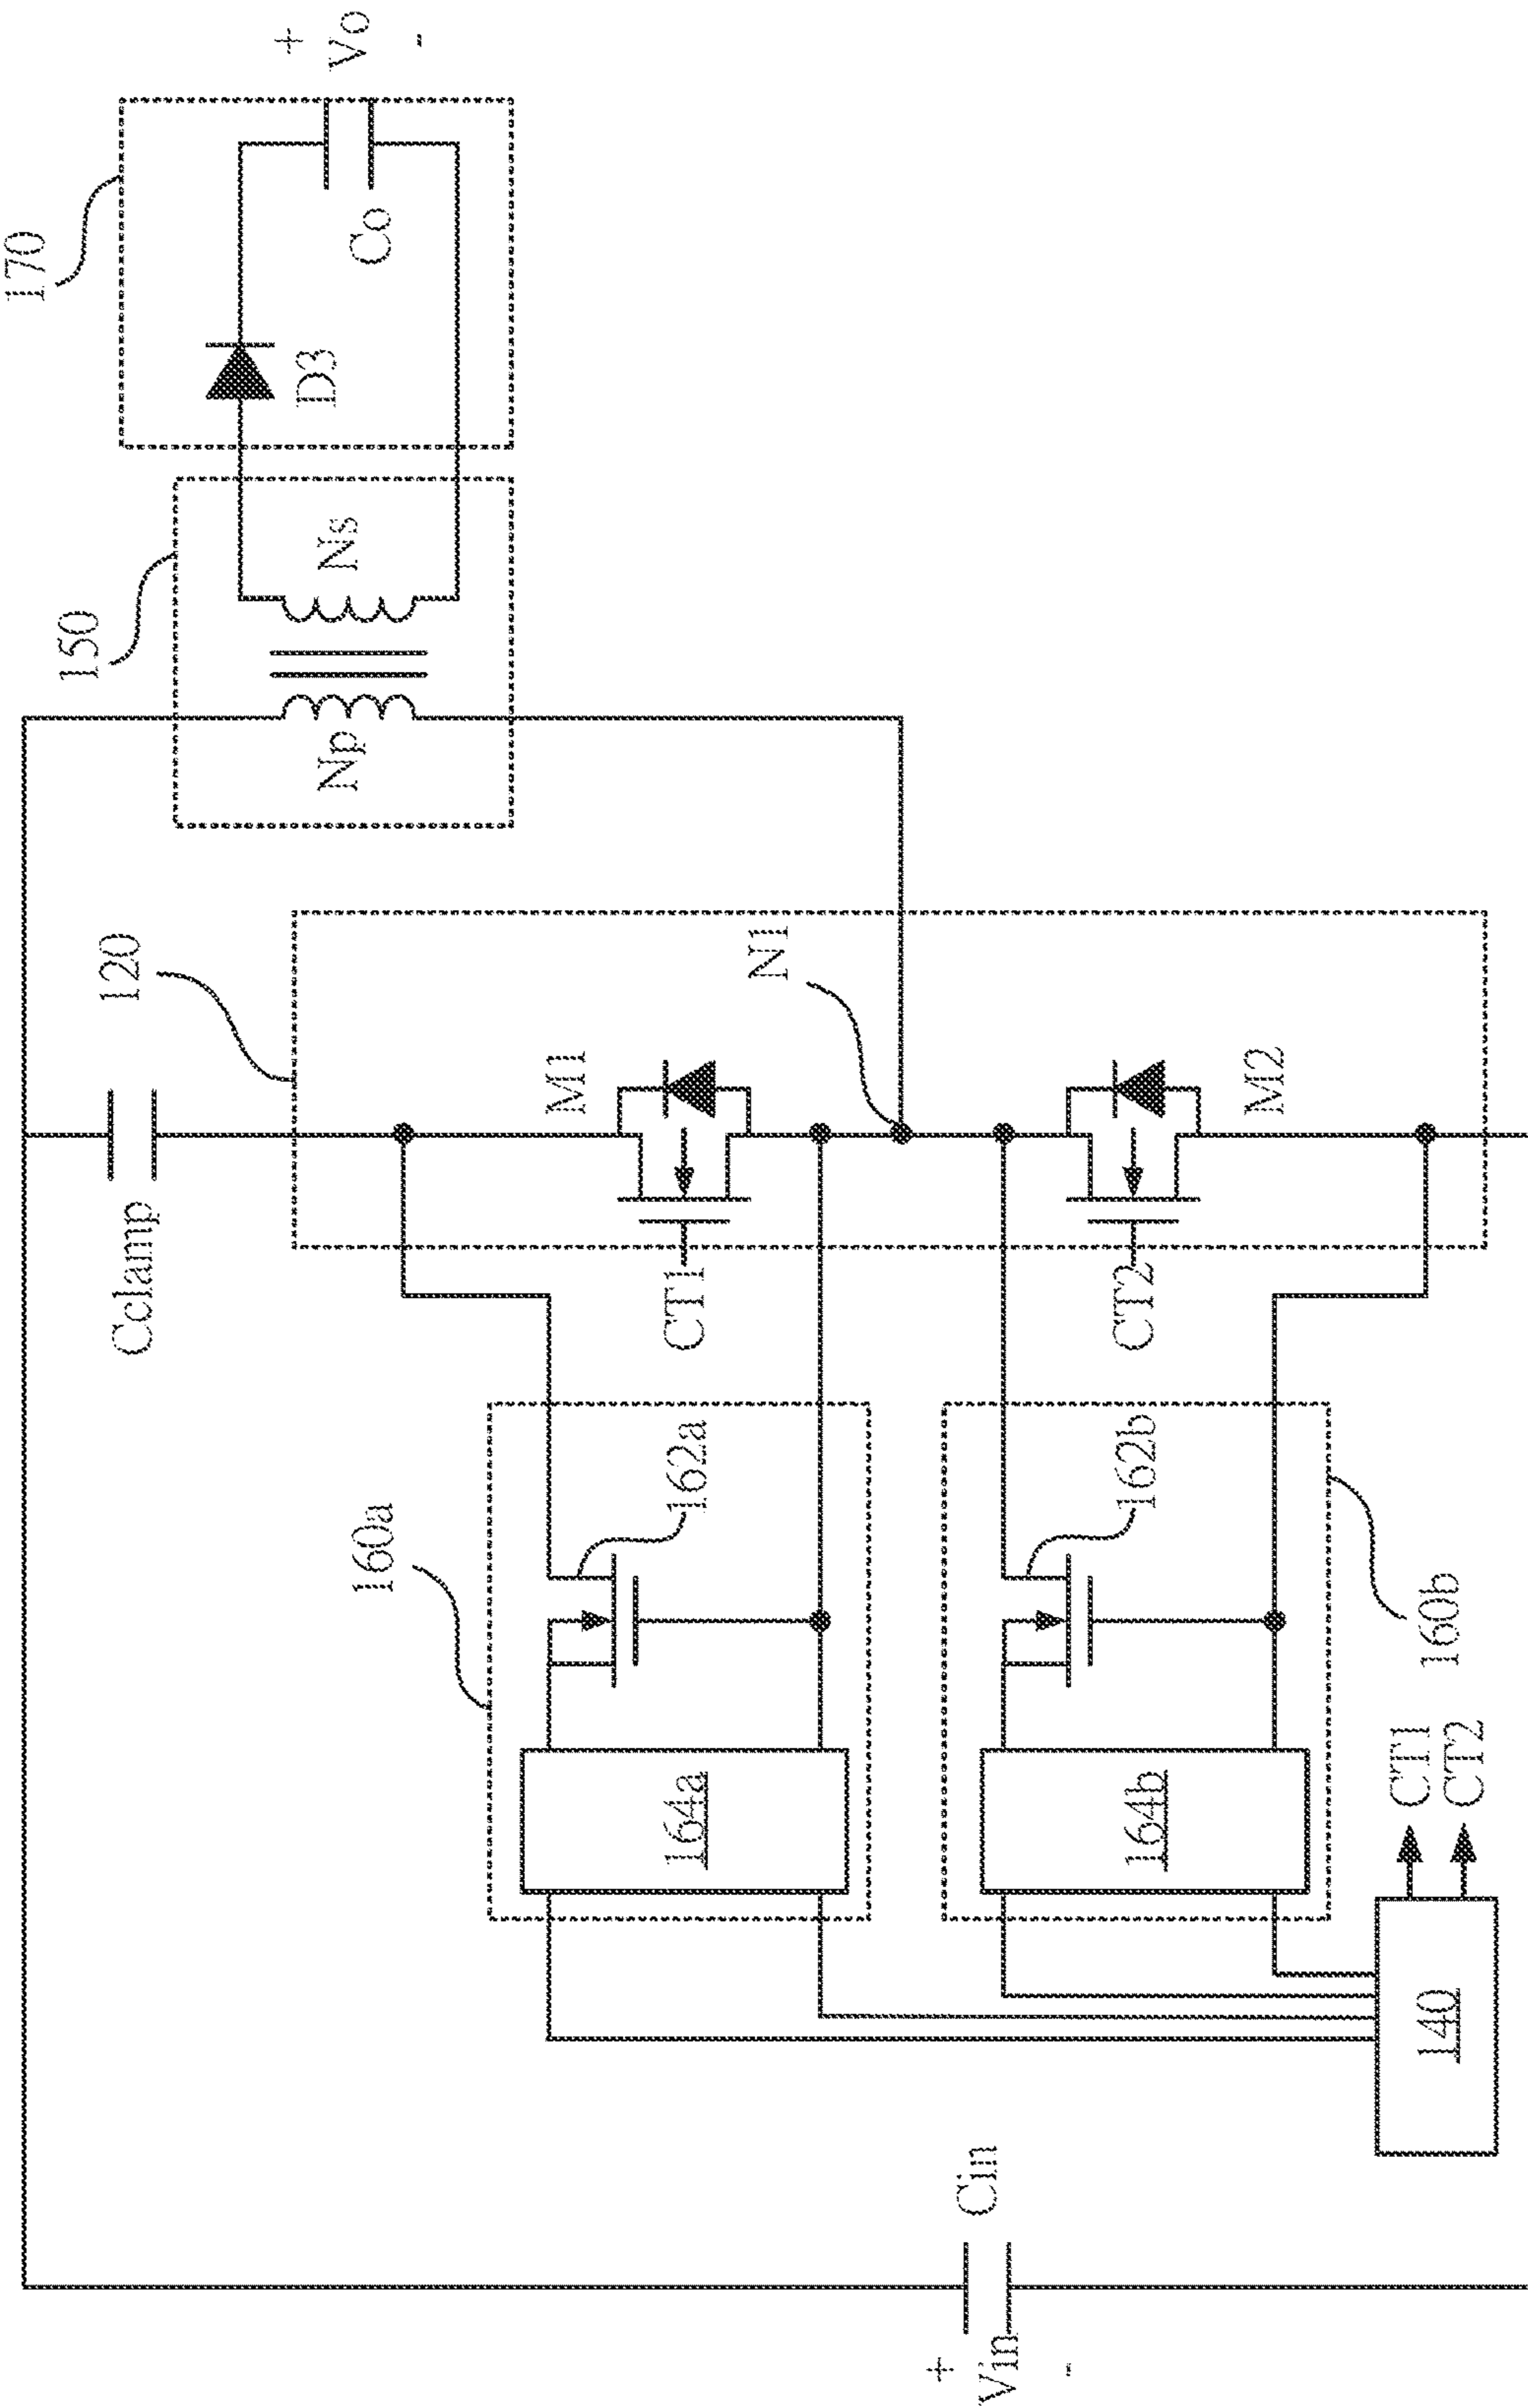 170
+
Vo
-
Co
D3
150
Ns
Np
120
Cclamp
M1
N1
M2
CT1
CT2
160a
162a
162b
160b
164a
164b
CT1
CT2
140
Cin
+
Vin
-